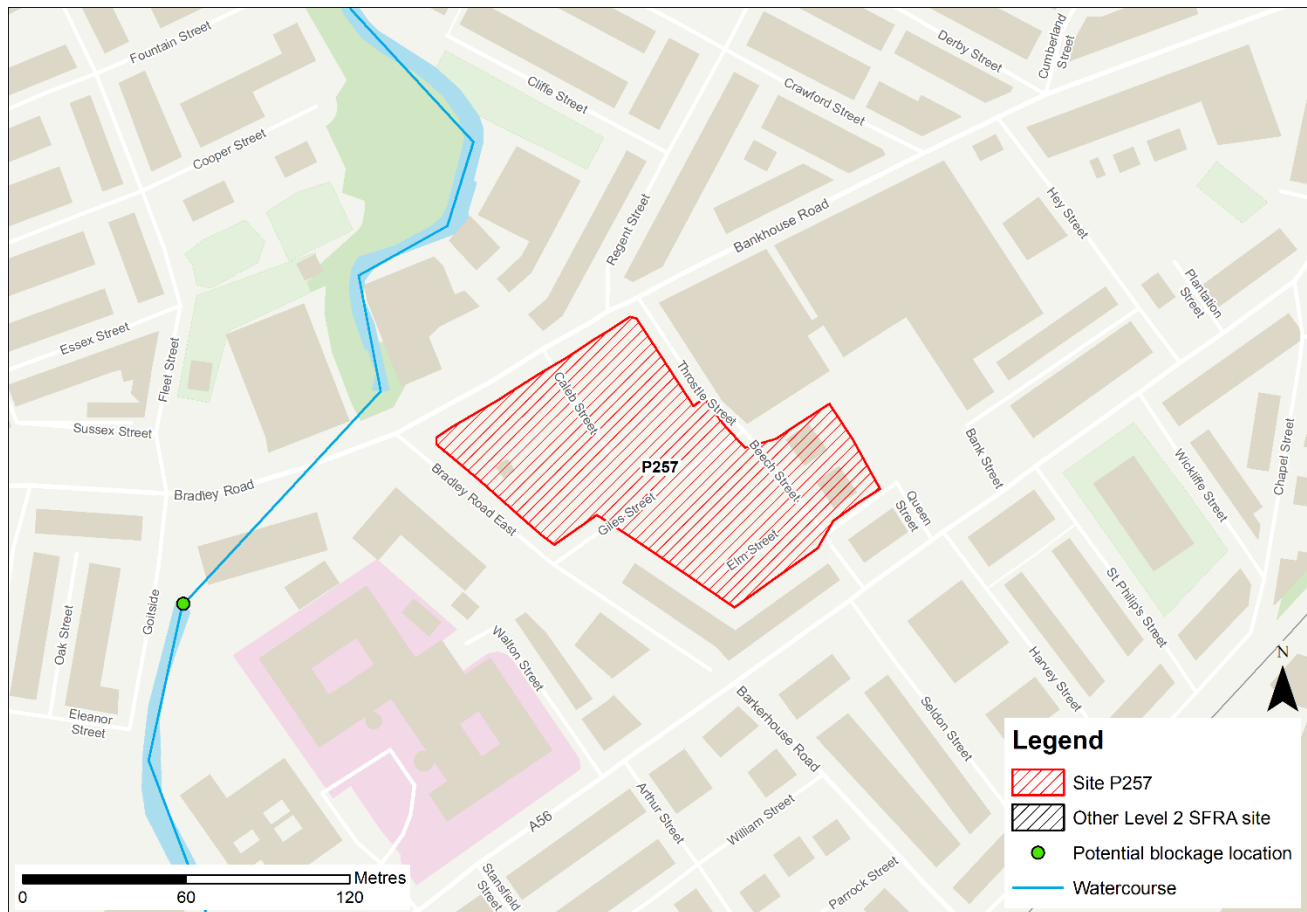 Fountain Street
Cooper Street
Cliffe Street
Derby Street
Cumberland
Street
Crawford Street
Regent Street
Bankhouse Road
Hey Street
Plantation
Street
Essex Street
Fleet Street
Sussex Street
Bradley Road
Caleb Street
Throstle Street
P257
Beech Street
Bradley Road East
Giles Street
Elm Street
Queen
Street
Bank Street
Wickliffe Street
Chapel Street
Oak Street
Goitside
Eleanor
Street
Walton Street
St Philip's Street
Harvey Street
Seldon Street
Barkerhouse Road
Arthur Street
William Street
A56
Stansfield
Street
Parrock Street
N
Legend
Site P257
Other Level 2 SFRA site
Potential blockage location
Watercourse
Metres
0 60 120